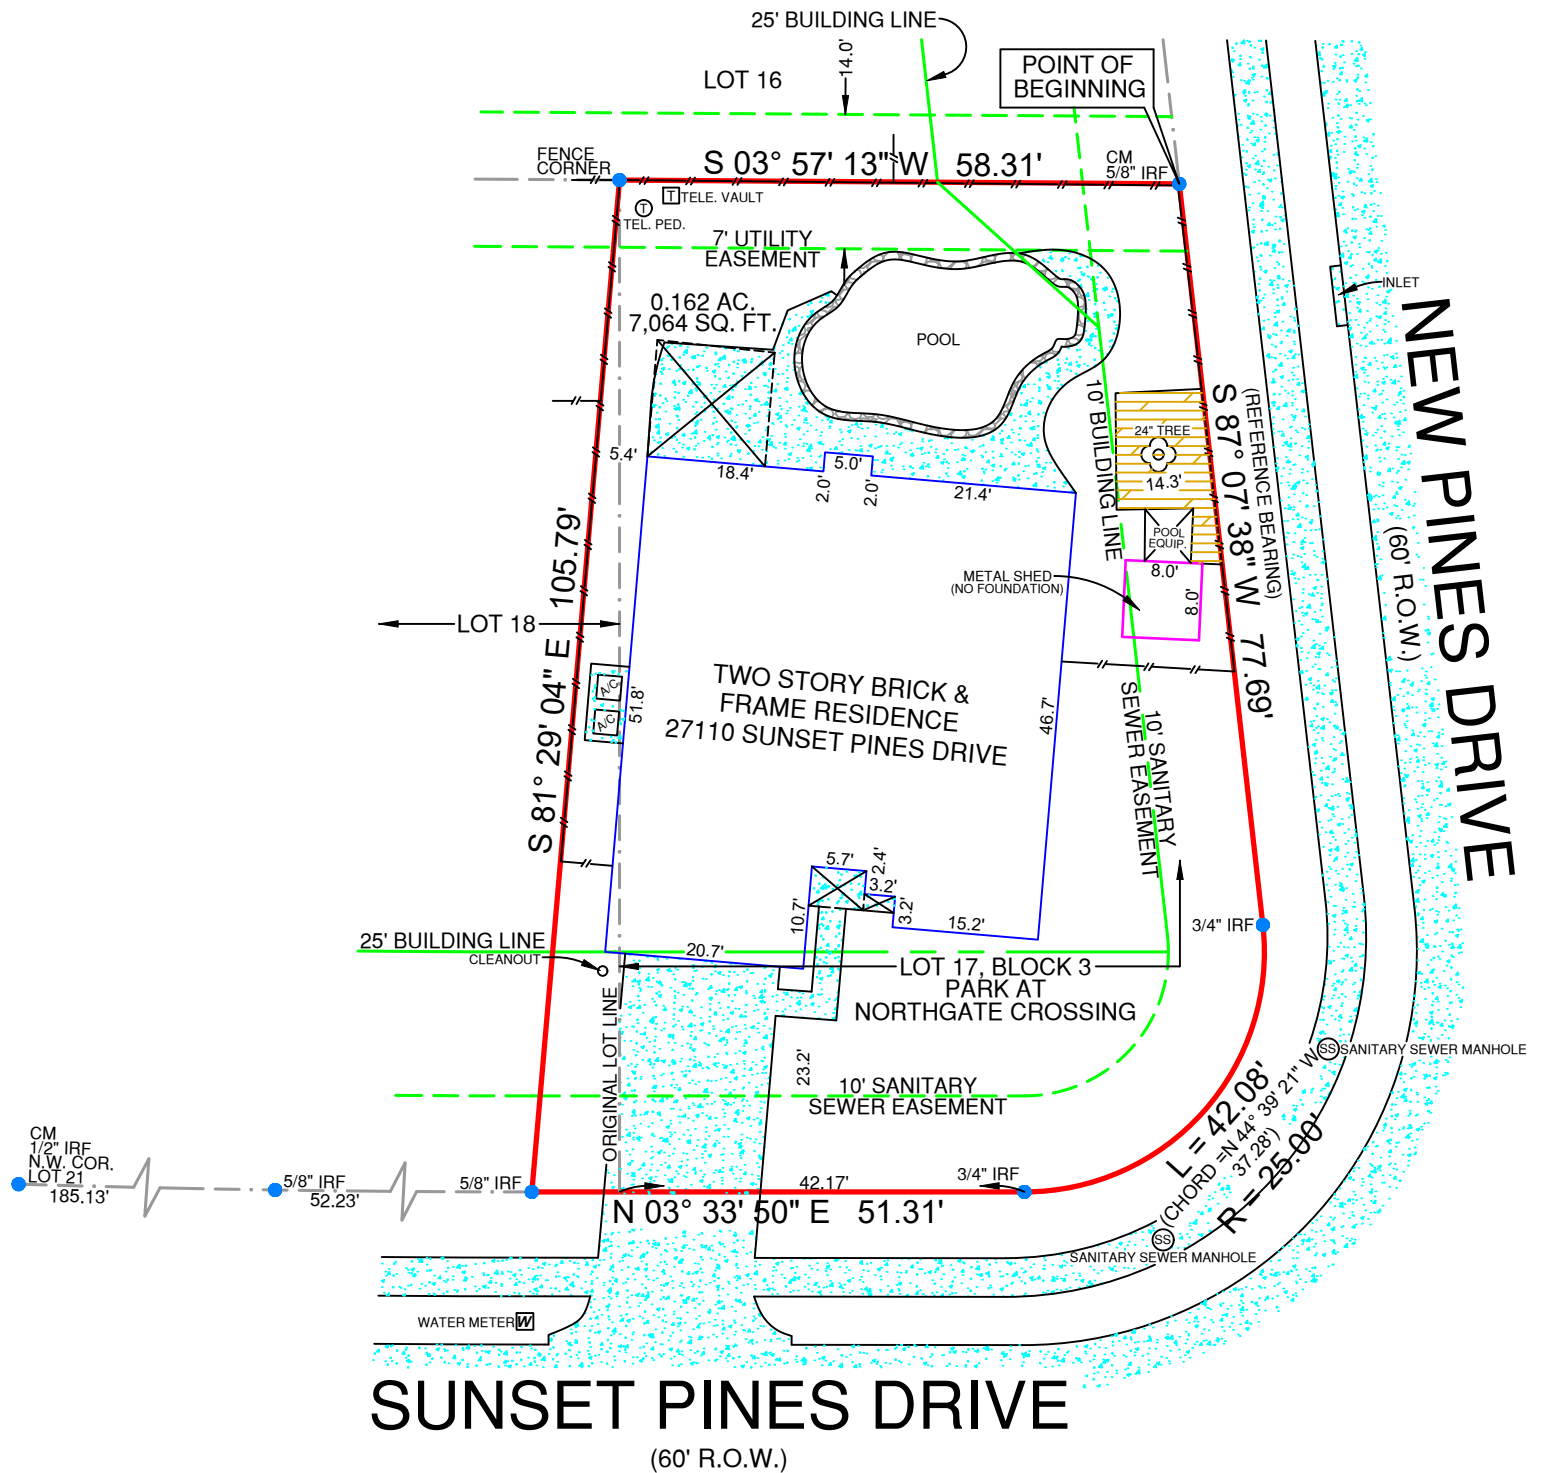 25' BUILDING LINE
14.0'
LOT 16
POINT OF
BEGINNING
FENCE
CORNER
S 03° 57' 13" W 58.31'
CM
5/8" IRF
T
TELE. VAULT
T
TEL. PED.
7' UTILITY
EASEMENT
INLET
0.162 AC.
7,064 SQ. FT.
POOL
NEW PINES DRIVE
(60' R.O.W.)
10' BUILDING LINE
S 87° 07' 38" W 77.69'
(REFERENCE BEARING)
24" TREE
14.3'
5.4'
18.4'
2.0'
5.0'
2.0'
21.4'
POOL
EQUIP.
METAL SHED
(NO FOUNDATION)
8.0'
8.0'
S 81° 29' 04" E 105.79'
LOT 18
A/C
A/C
51.8'
TWO STORY BRICK &
FRAME RESIDENCE
27110 SUNSET PINES DRIVE
46.7'
10' SANITARY
SEWER EASEMENT
5.7'
2.4'
3.2'
3.2'
10.7'
15.2'
3/4" IRF
25' BUILDING LINE
20.7'
CLEANOUT
LOT 17, BLOCK 3
PARK AT
NORTHGATE CROSSING
ORIGINAL LOT LINE
23.2'
SS
SANITARY SEWER MANHOLE
10' SANITARY
SEWER EASEMENT
L = 42.08'
(CHORD =N 44° 39' 21" W
37.28')
R = 25.00'
CM
1/2" IRF
N.W. COR.
LOT 21
185.13'
5/8" IRF
52.23'
5/8" IRF
42.17'
3/4" IRF
N 03° 33' 50" E 51.31'
SS
SANITARY SEWER MANHOLE
WATER METER
W
SUNSET PINES DRIVE
(60' R.O.W.)